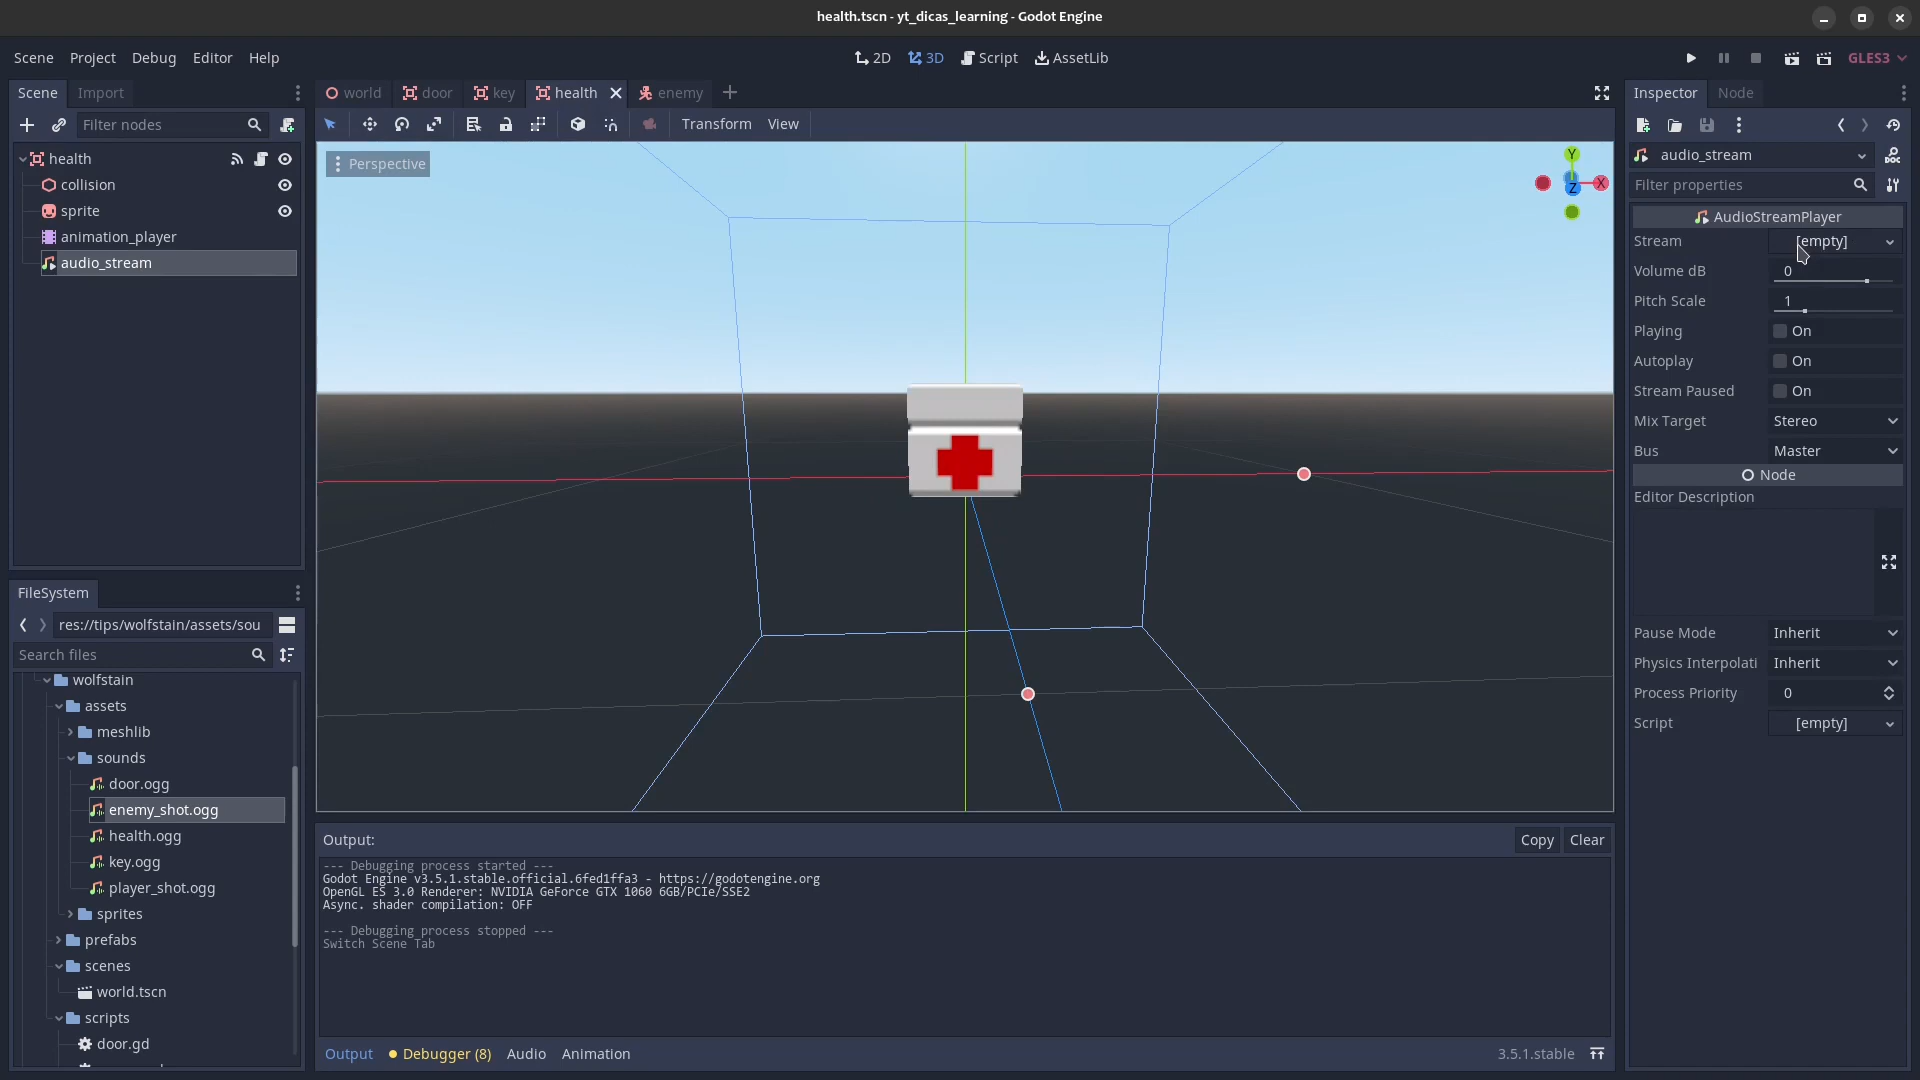 health.tscn - yt_dicas_learning - Godot Engine
Scene Project Debug Editor Help
2D 3D Script AssetLib
GLES3
Scene Import
Filter nodes
health
collision
sprite
animation_player
audio_stream
FileSystem
res://tips/wolfstain/assets/sou
Search files
wolfstain
assets
meshlib
sounds
door.ogg
enemy_shot.ogg
health.ogg
key.ogg
player_shot.ogg
sprites
prefabs
scenes
world.tscn
scripts
door.gd
world door key health enemy
Transform View
Perspective
Y
X
Z
Output:
Copy Clear
--- Debugging process started ---
Godot Engine v3.5.1.stable.official.6fed1ffa3 - https://godotengine.org
OpenGL ES 3.0 Renderer: NVIDIA GeForce GTX 1060 6GB/PCIe/SSE2
Async. shader compilation: OFF
--- Debugging process stopped ---
Switch Scene Tab
Output Debugger (8) Audio Animation
3.5.1.stable
Inspector Node
audio_stream
Filter properties
AudioStreamPlayer
Stream [empty]
Volume dB 0
Pitch Scale 1
Playing On
Autoplay On
Stream Paused On
Mix Target Stereo
Bus Master
Node
Editor Description
Pause Mode Inherit
Physics Interpolati Inherit
Process Priority 0
Script [empty]